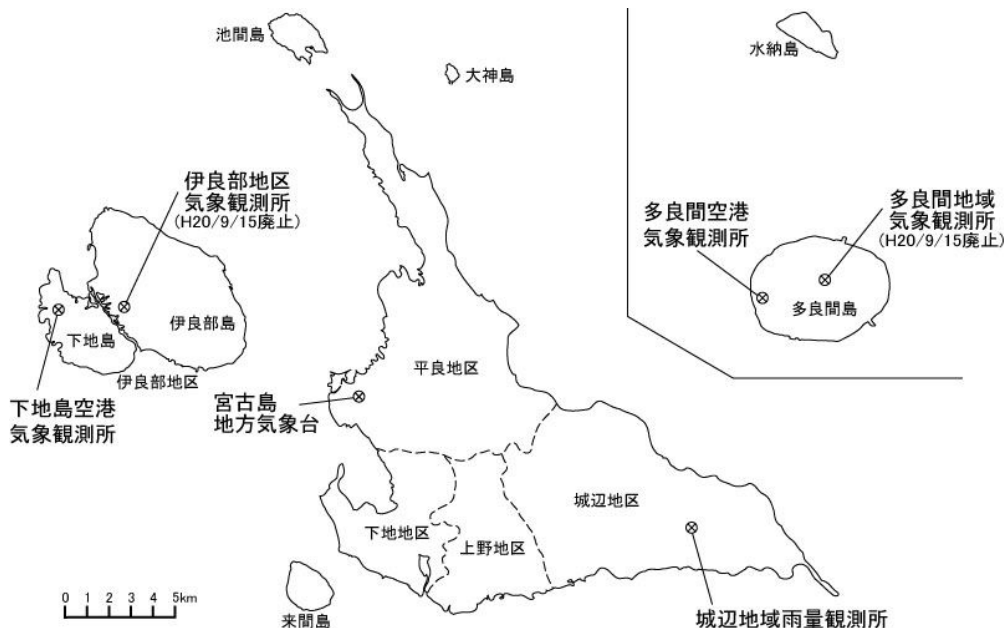 池間島
大神島
水納島
伊良部地区
気象観測所
(H20/9/15廃止)
多良間空港
気象観測所
多良間地域
気象観測所
(H20/9/15廃止)
多良間島
伊良部島
下地島
伊良部地区
下地島空港
気象観測所
平良地区
宮古島
地方気象台
城辺地区
下地地区
上野地区
来間島
城辺地域雨量観測所
0 1 2 3 4 5km